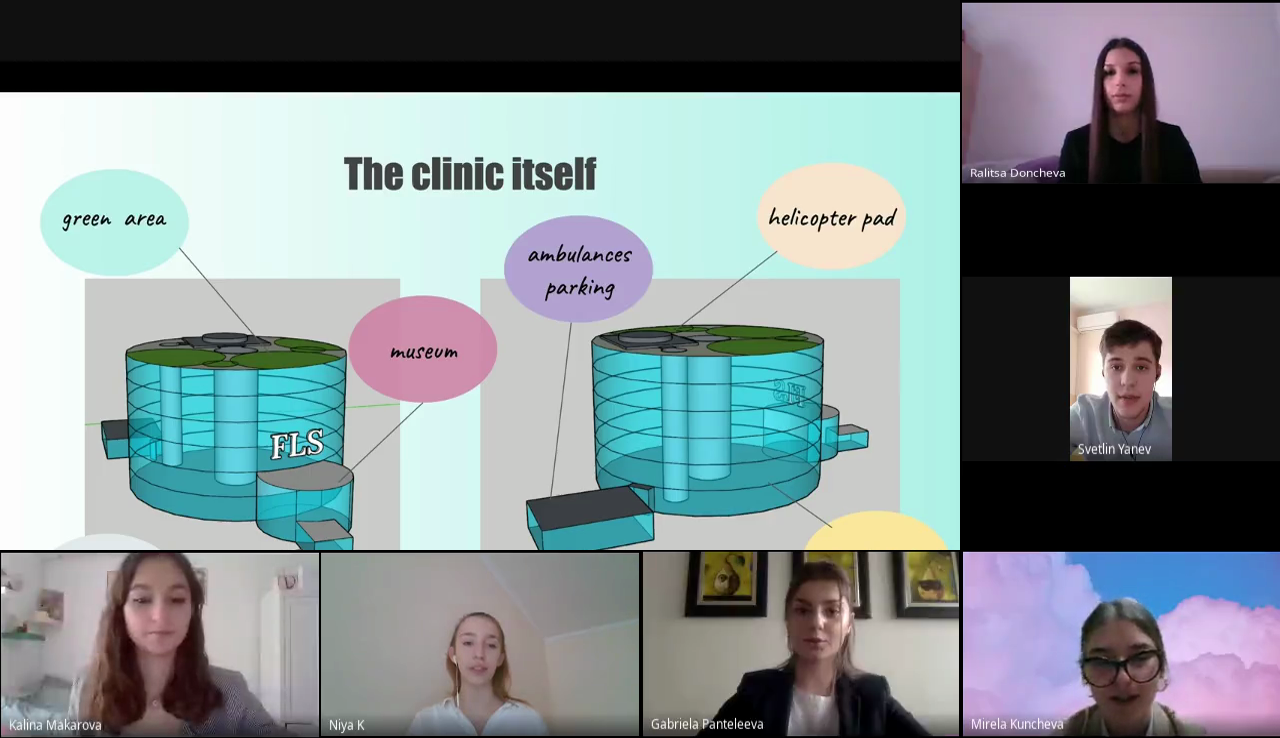 The clinic itself
green area
helicopter pad
ambulances
parking
museum
FLS
Ralitsa Doncheva
Svetlin Yanev
Kalina Makarova
Niya K
Gabriela Panteleeva
Mirela Kuncheva